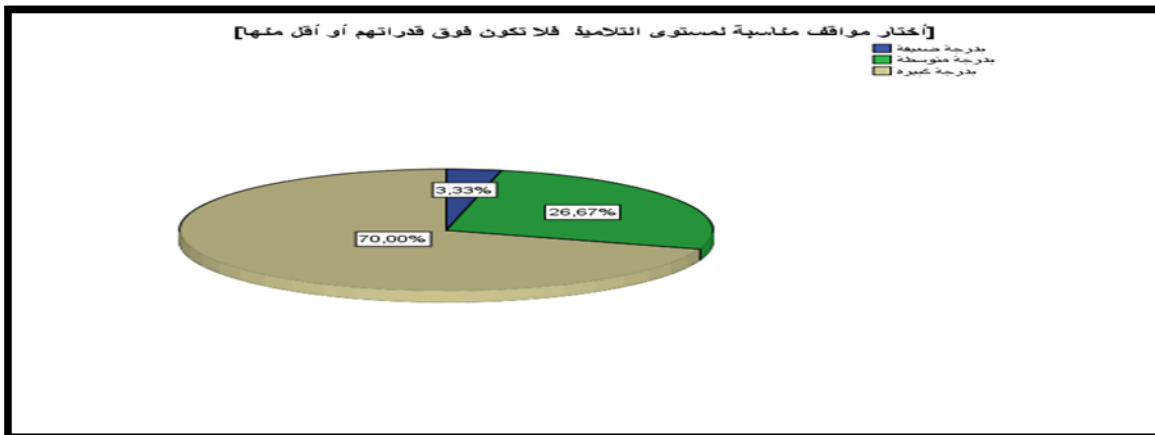 [أختار مواقف مناسبة لمستوى التلاميذ فلا تكون فوق قدراتهم أو أقل منها]
بدرجة ضعيفة
بدرجة متوسطة
بدرجة كبيرة
3,33%
26,67%
70,00%